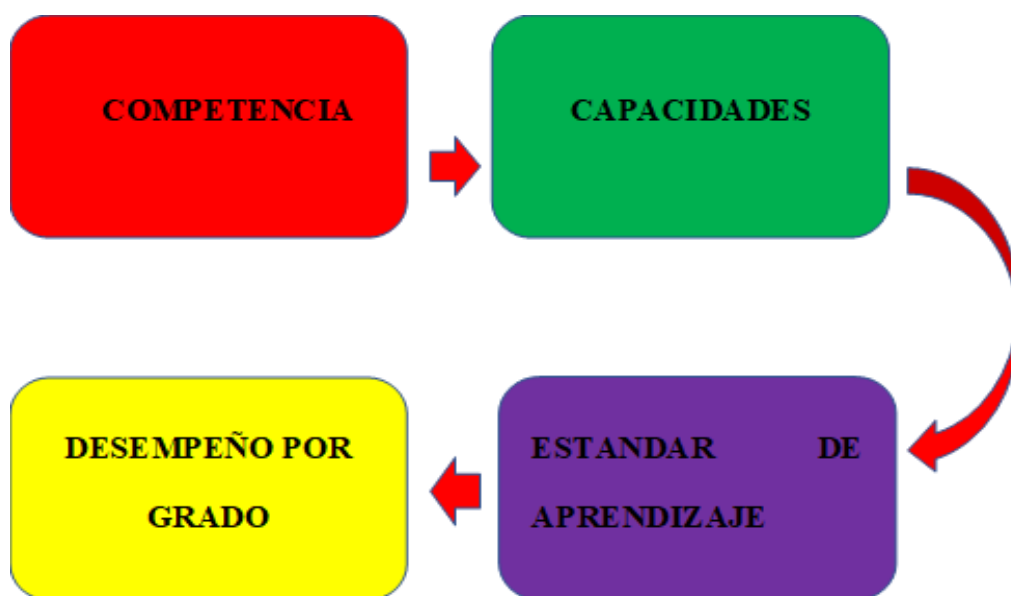 COMPETENCIA
CAPACIDADES
ESTANDAR DE
APRENDIZAJE
DESEMPEÑO POR
GRADO